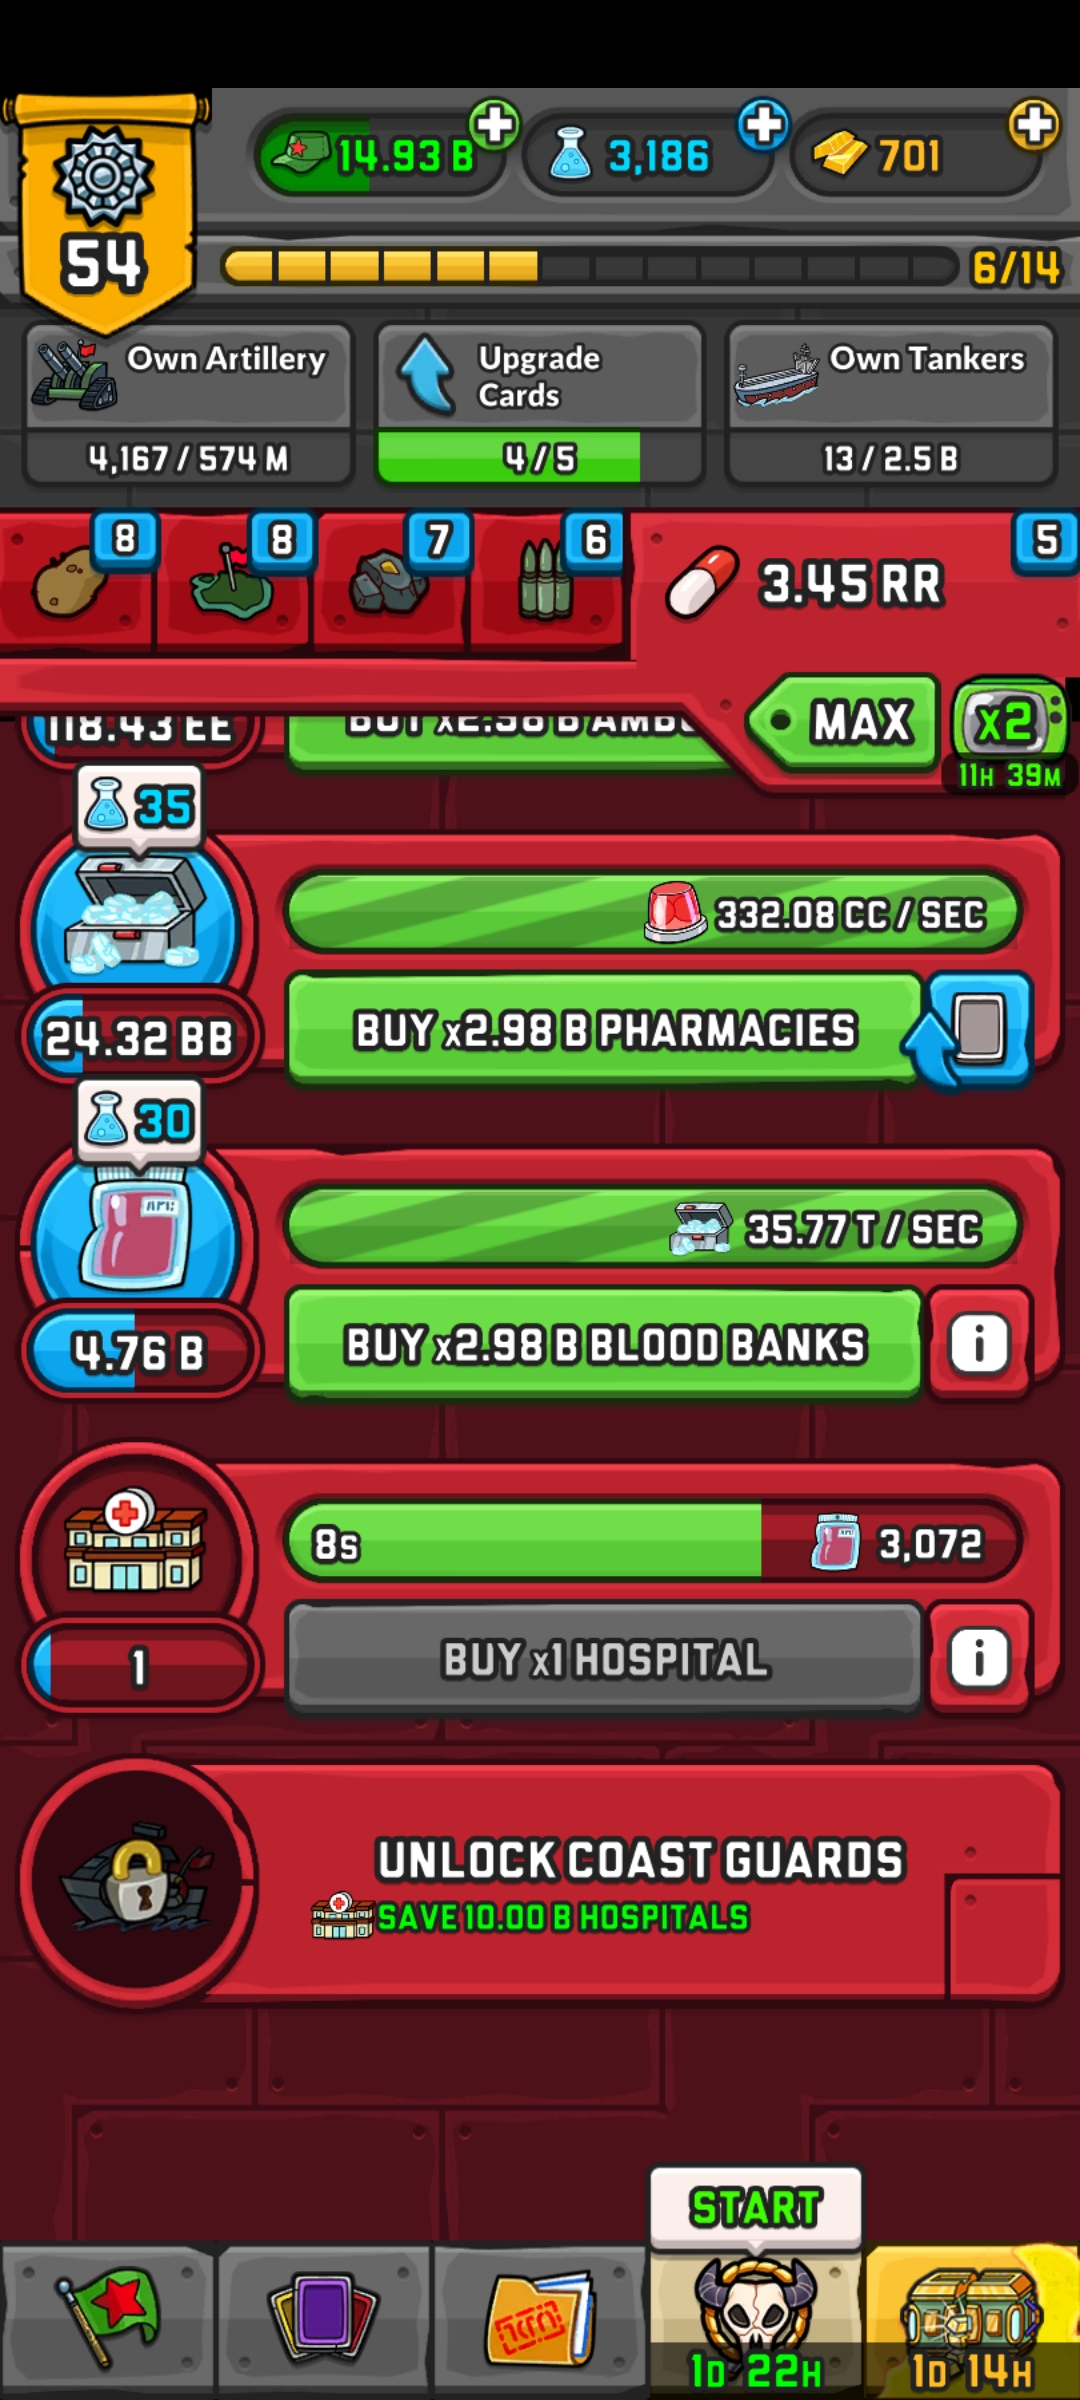 54
14.93 B
3,186
701
6/14
Own Artillery
4,167 / 574 M
Upgrade
Cards
4/5
Own Tankers
13 / 2.5 B
8
8
7
6
5
3.45 RR
MAX
x2
11H 39M
118.43 EE
BUY x2.98 B
35
332.08 CC / SEC
24.32 BB
BUY x2.98 B PHARMACIES
30
35.77 T / SEC
4.76 B
BUY x2.98 B BLOOD BANKS
i
8s
3,072
1
BUY x1 HOSPITAL
i
UNLOCK COAST GUARDS
SAVE 10.00 B HOSPITALS
START
1D 22H
1D 14H